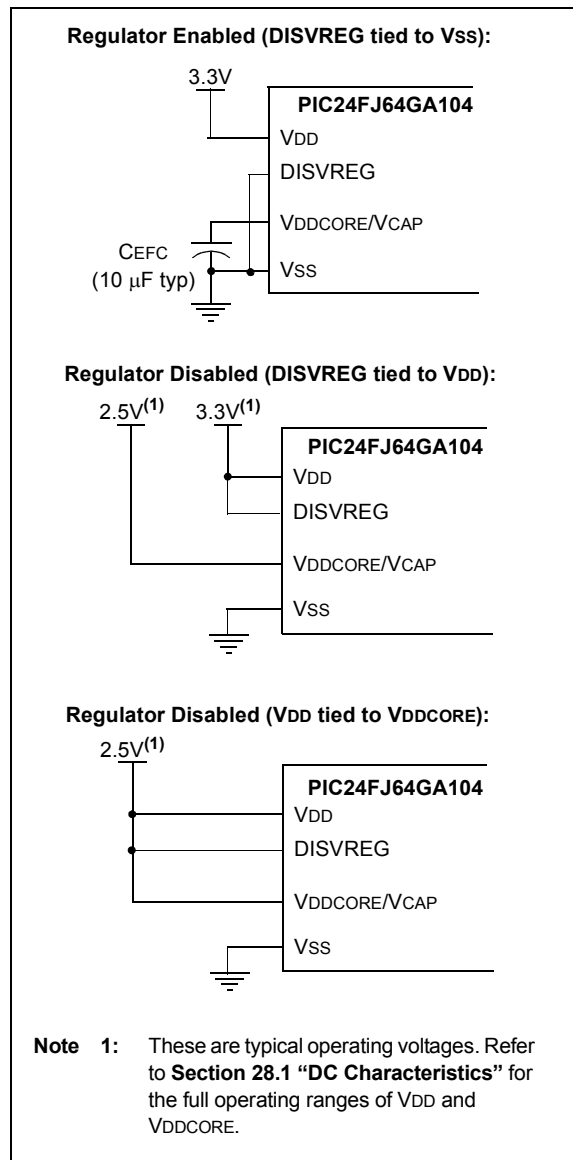 Regulator Enabled (DISVREG tied to VSS):
3.3V
PIC24FJ64GA104
VDD
DISVREG
VDDCORE/VCAP
CEFC
(10 μF typ)
VSS
Regulator Disabled (DISVREG tied to VDD):
2.5V(1) 3.3V(1)
PIC24FJ64GA104
VDD
DISVREG
VDDCORE/VCAP
VSS
Regulator Disabled (VDD tied to VDDCORE):
2.5V(1)
PIC24FJ64GA104
VDD
DISVREG
VDDCORE/VCAP
VSS
Note 1: These are typical operating voltages. Refer
to Section 28.1 “DC Characteristics” for
the full operating ranges of VDD and
VDDCORE.